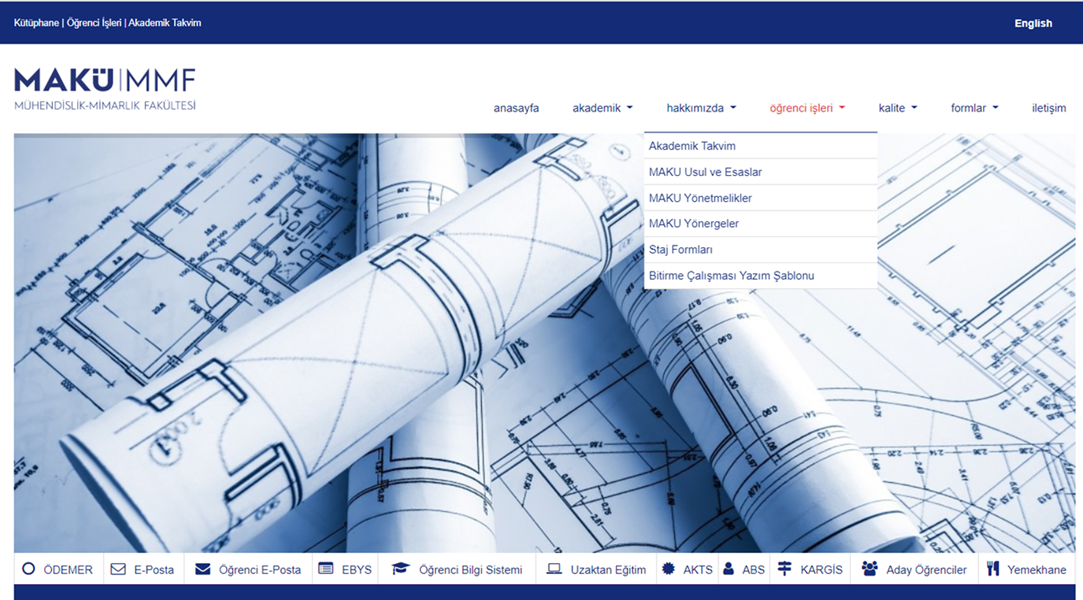 Kütüphane | Öğrenci İşleri | Akademik Takvim
English
MAKÜ|MMF
MÜHENDİSLİK-MİMARLIK FAKÜLTESİ
anasayfa akademik hakkımızda öğrenci işleri kalite formlar iletişim
Akademik Takvim
MAKU Usul ve Esaslar
MAKU Yönetmelikler
MAKU Yönergeler
Staj Formları
Bitirme Çalışması Yazım Şablonu
ÖDEMER E-Posta Öğrenci E-Posta EBYS Öğrenci Bilgi Sistemi Uzaktan Eğitim AKTS ABS KARGİS Aday Öğrenciler Yemekhane